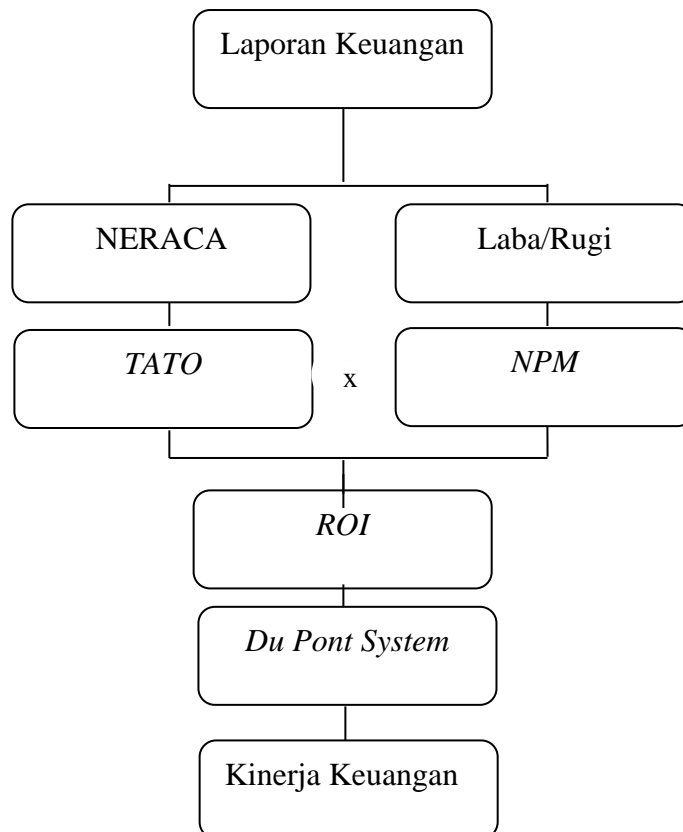 Laporan Keuangan
NERACA
Laba/Rugi
TATO
x
NPM
ROI
Du Pont System
Kinerja Keuangan